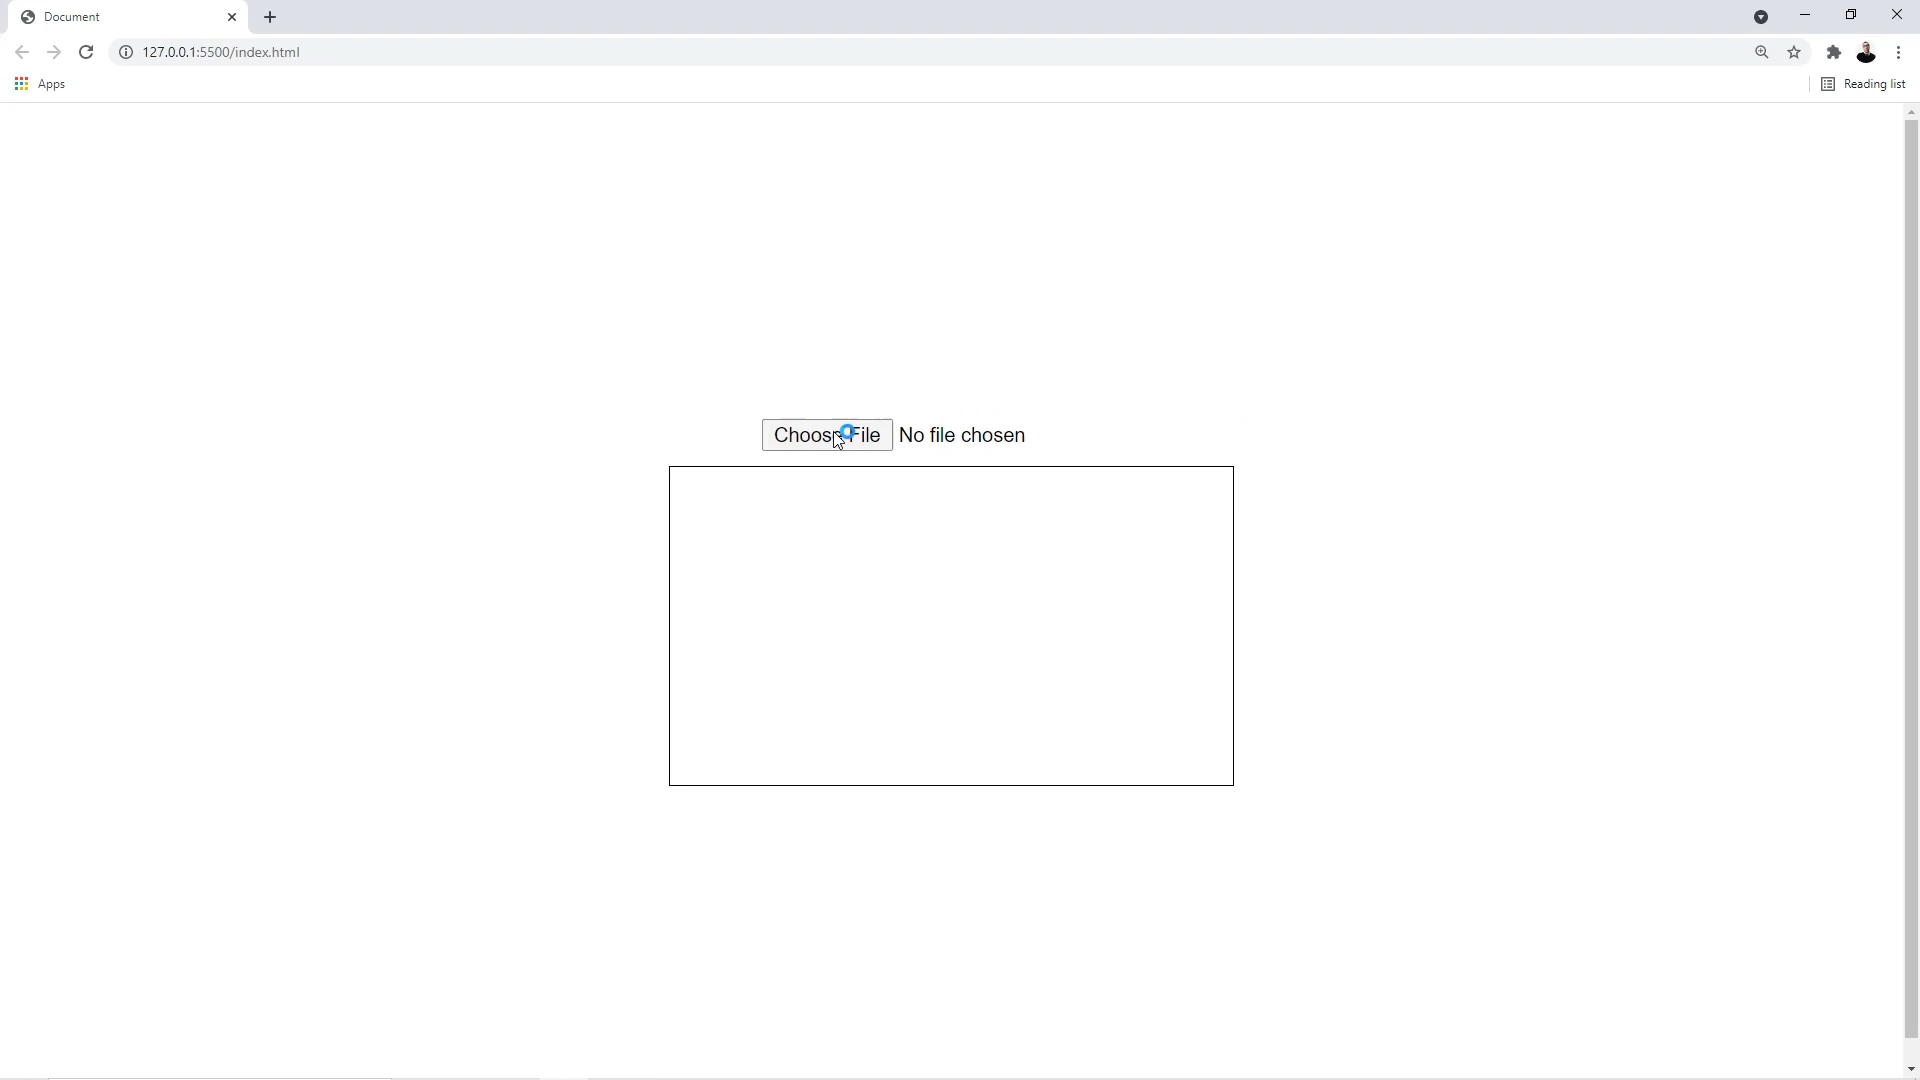 Document
127.0.0.1:5500/index.html
Apps
Reading list
Choose File No file chosen